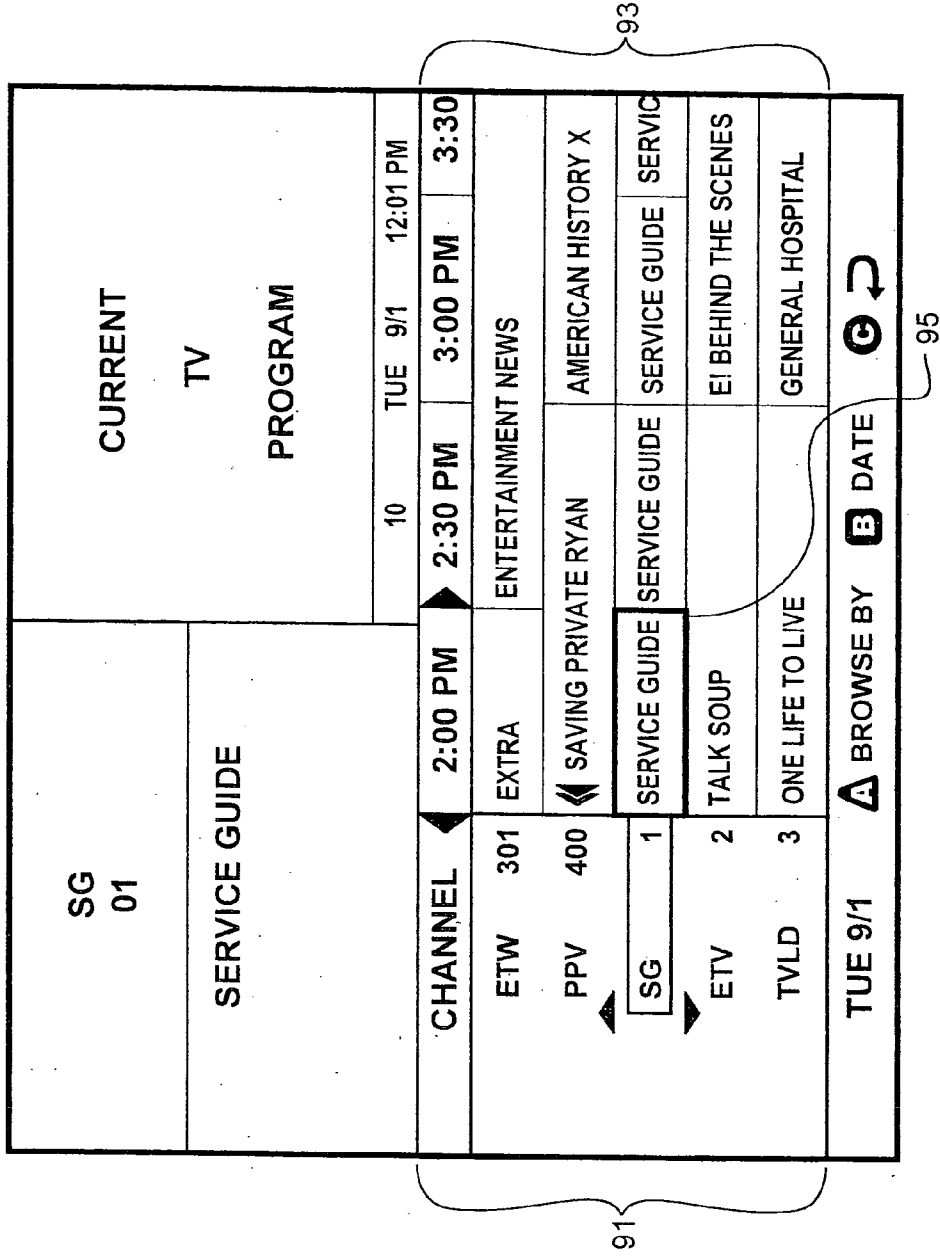 SG
01
SERVICE GUIDE
CURRENT
TV
PROGRAM
10 TUE 9/1 12:01 PM
CHANNEL 2:00 PM 2:30 PM 3:00 PM 3:30
ETW 301 EXTRA ENTERTAINMENT NEWS
PPV 400 SAVING PRIVATE RYAN AMERICAN HISTORY X
SG 1 SERVICE GUIDE SERVICE GUIDE SERVICE GUIDE SERVIC
ETV 2 TALK SOUP E! BEHIND THE SCENES
TVLD 3 ONE LIFE TO LIVE GENERAL HOSPITAL
TUE 9/1 A BROWSE BY B DATE C
91
93
95